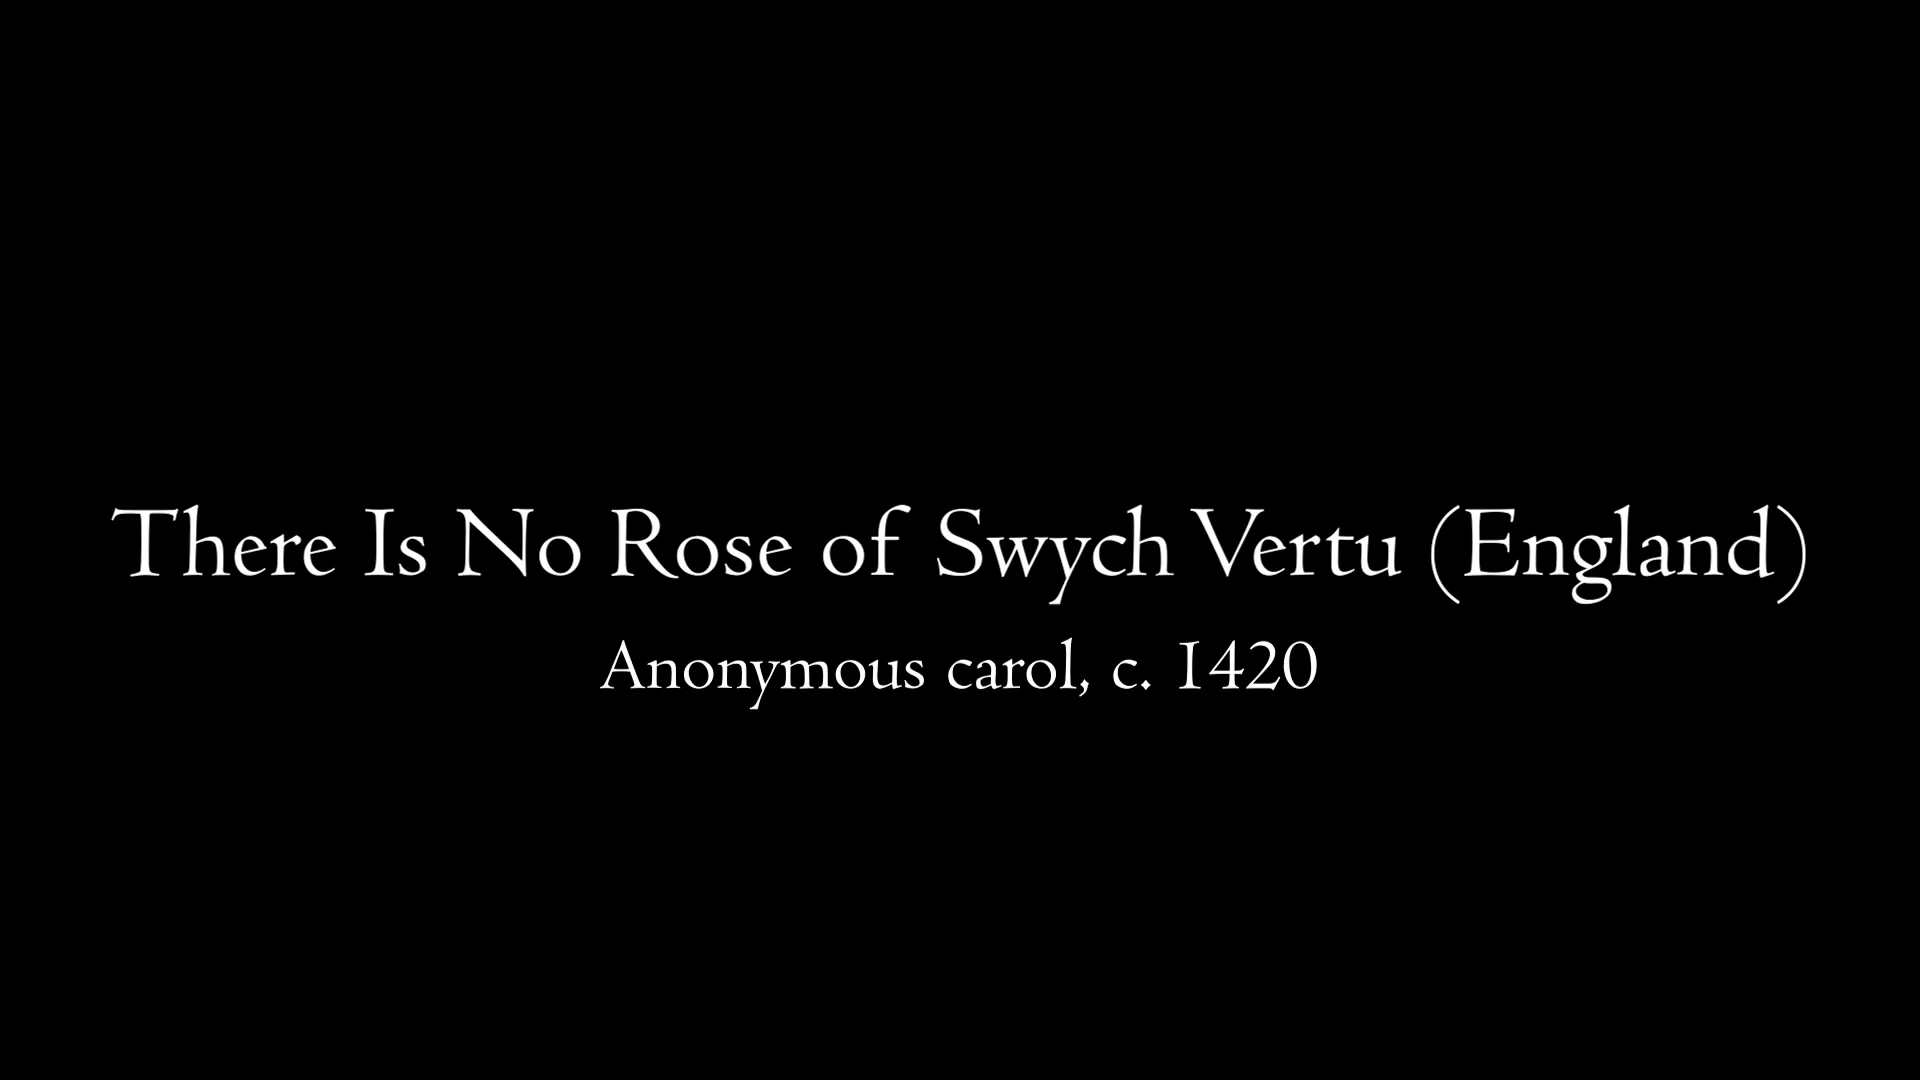 There Is No Rose of Swych Vertu (England)
Anonymous carol, c. 1420